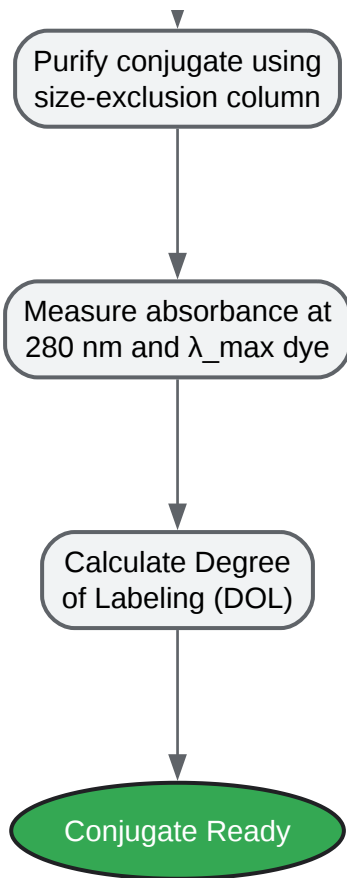 Purify conjugate using
size-exclusion column
Measure absorbance at
280 nm and λ_max dye
Calculate Degree
of Labeling (DOL)
Conjugate Ready